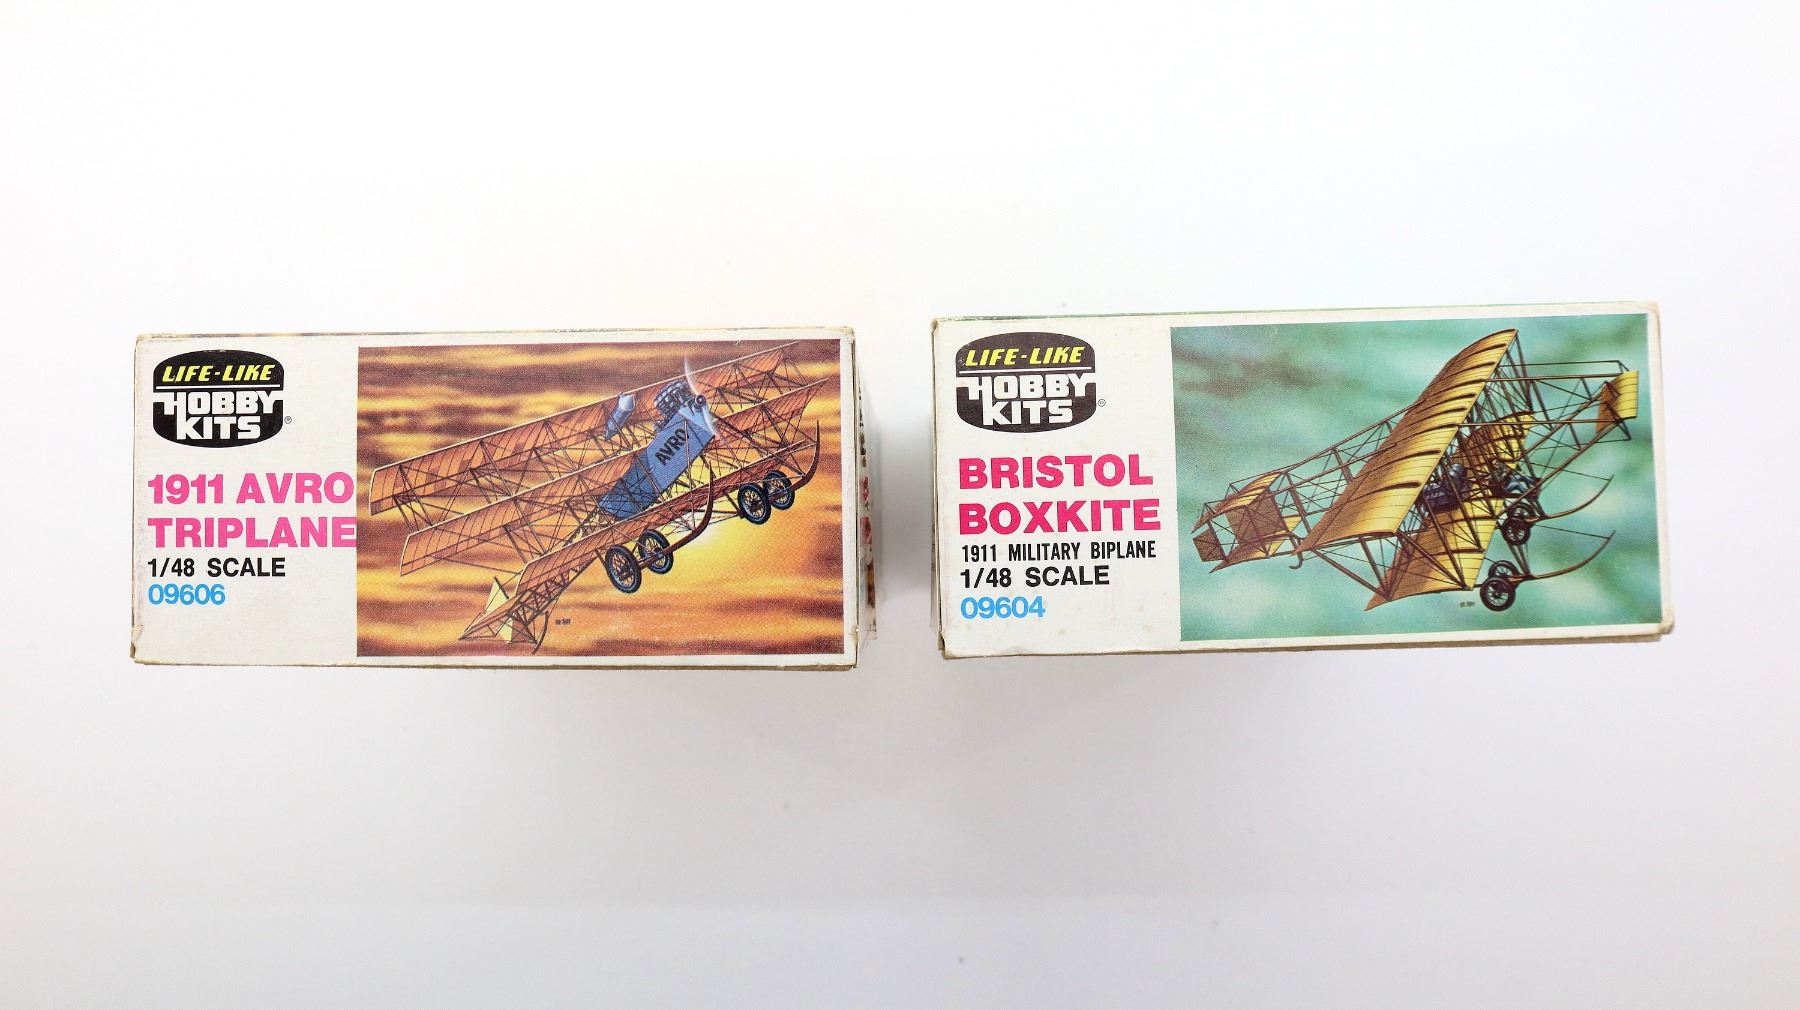 LIFE-LIKE
HOBBY
KITS
®
1911 AVRO
TRIPLANE
1/48 SCALE
09606
AVRO
LIFE-LIKE
HOBBY
KITS
®
BRISTOL
BOXKITE
1911 MILITARY BIPLANE
1/48 SCALE
09604